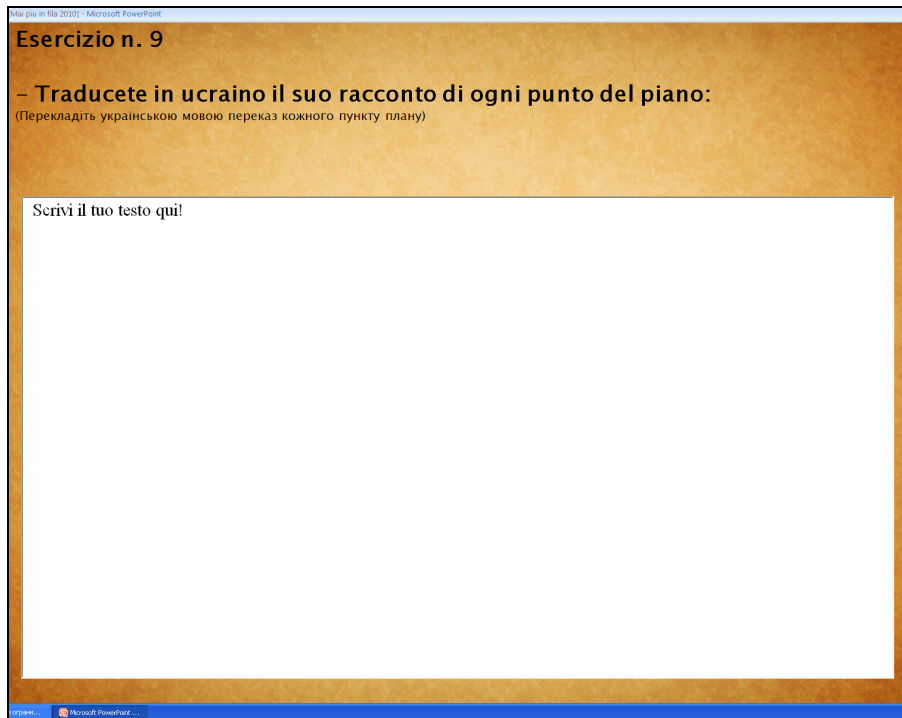 [Mai piu in fila 2010] - Microsoft PowerPoint
Esercizio n. 9
– Traducete in ucraino il suo racconto di ogni punto del piano:
(Перекладіть українською мовою переказ кожного пункту плану)
Scrivi il tuo testo qui!
Microsoft PowerPoint ...